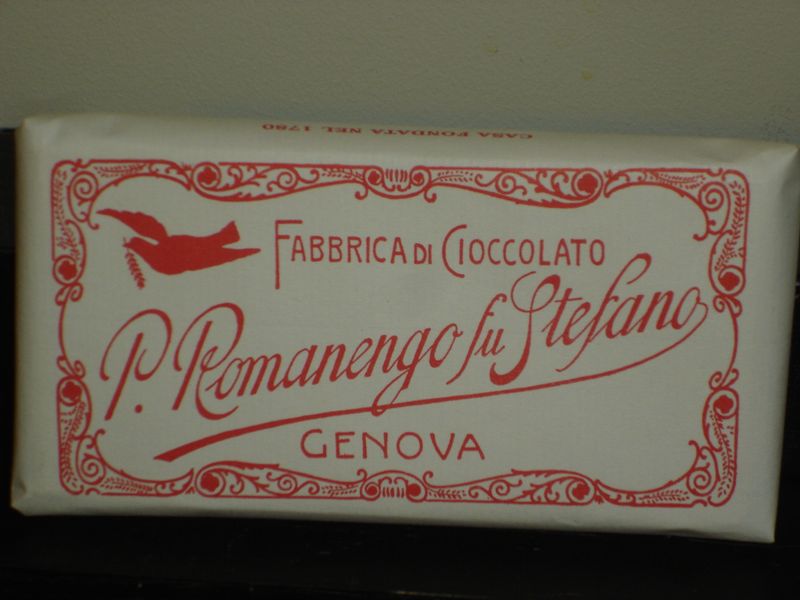 CASA FONDATA NEL 1780
FABBRICA DI CIOCCOLATO
P. Romanengo fu Stefano
GENOVA